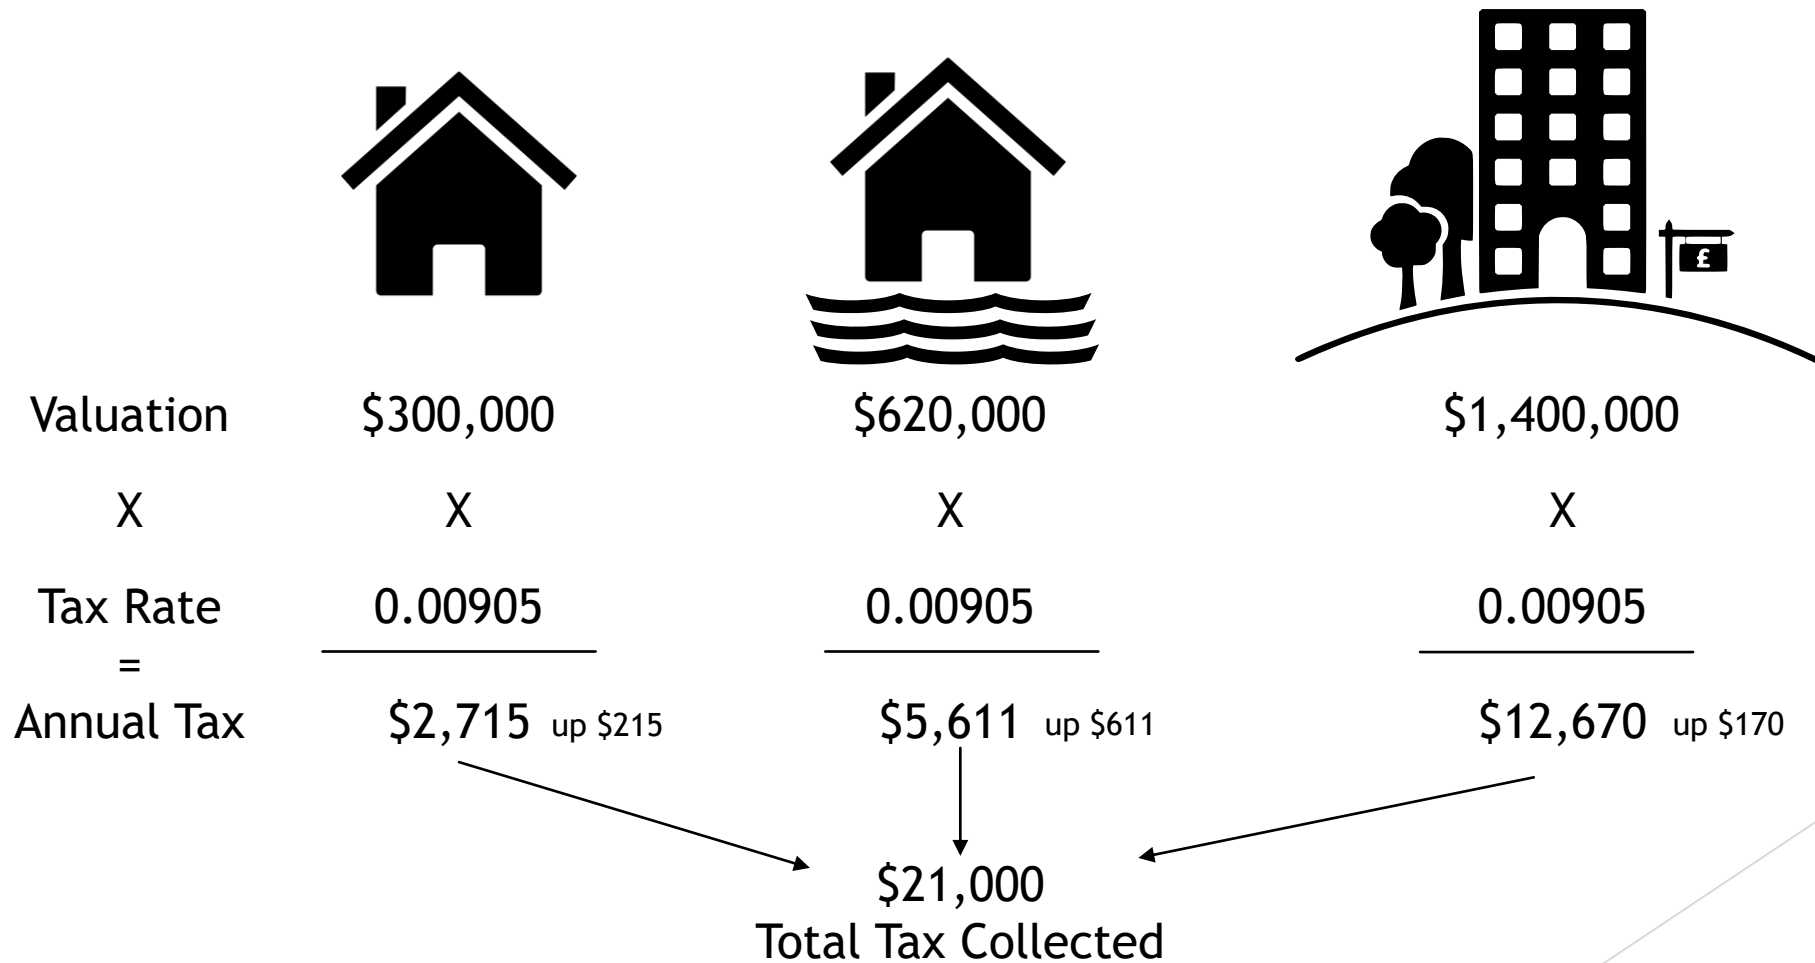 £
Valuation $300,000 $620,000 $1,400,000
X X X X
Tax Rate 0.00905 0.00905 0.00905
=
Annual Tax $2,715 up $215 $5,611 up $611 $12,670 up $170
$21,000
Total Tax Collected